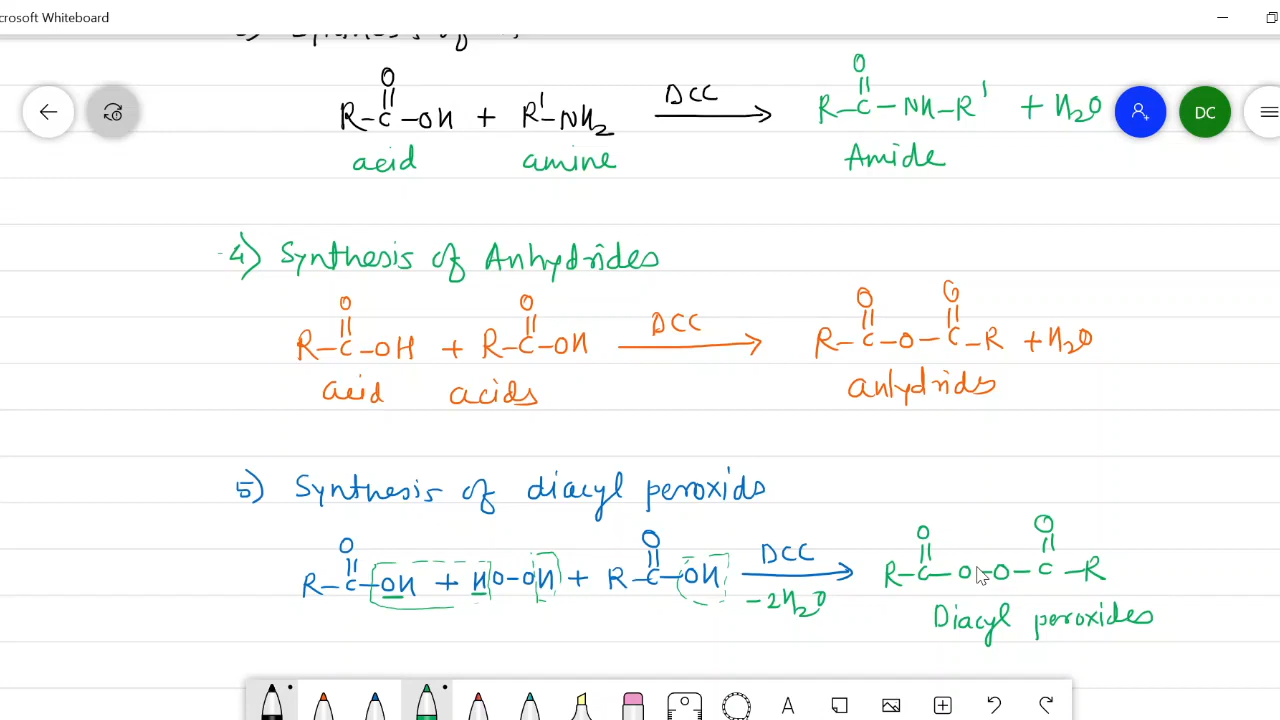 crosoft Whiteboard
O
R-C-OH + R'-NH2 DCC → R-C-NH-R' + H2O
acid amine Amide
DC
4) Synthesis of Anhydrides
O O O O
R-C-OH + R-C-OH DCC → R-C-O-C-R + H2O
acid acids anhydrids
5) Synthesis of diacyl peroxids
O O O O
R-C-OH + HO-OH + R-C-OH DCC → R-C-O-O-C-R
-2H2O
Diacyl peroxides
A